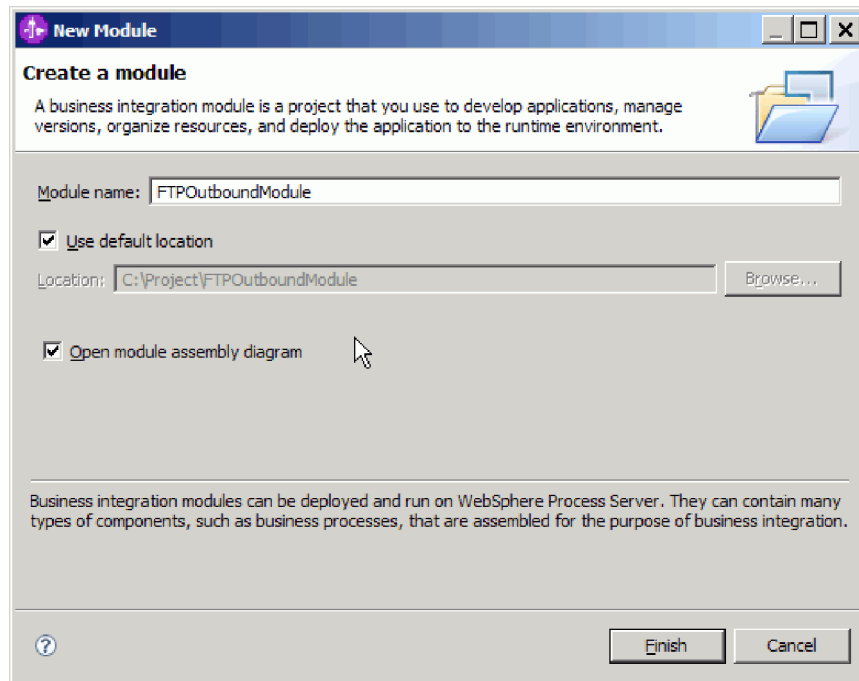 New Module
Create a module
A business integration module is a project that you use to develop applications, manage
versions, organize resources, and deploy the application to the runtime environment.
Module name: FTPOutboundModule
Use default location
Location: C:\Project\FTPOutboundModule Browse...
Open module assembly diagram
Business integration modules can be deployed and run on WebSphere Process Server. They can contain many
types of components, such as business processes, that are assembled for the purpose of business integration.
? Finish Cancel